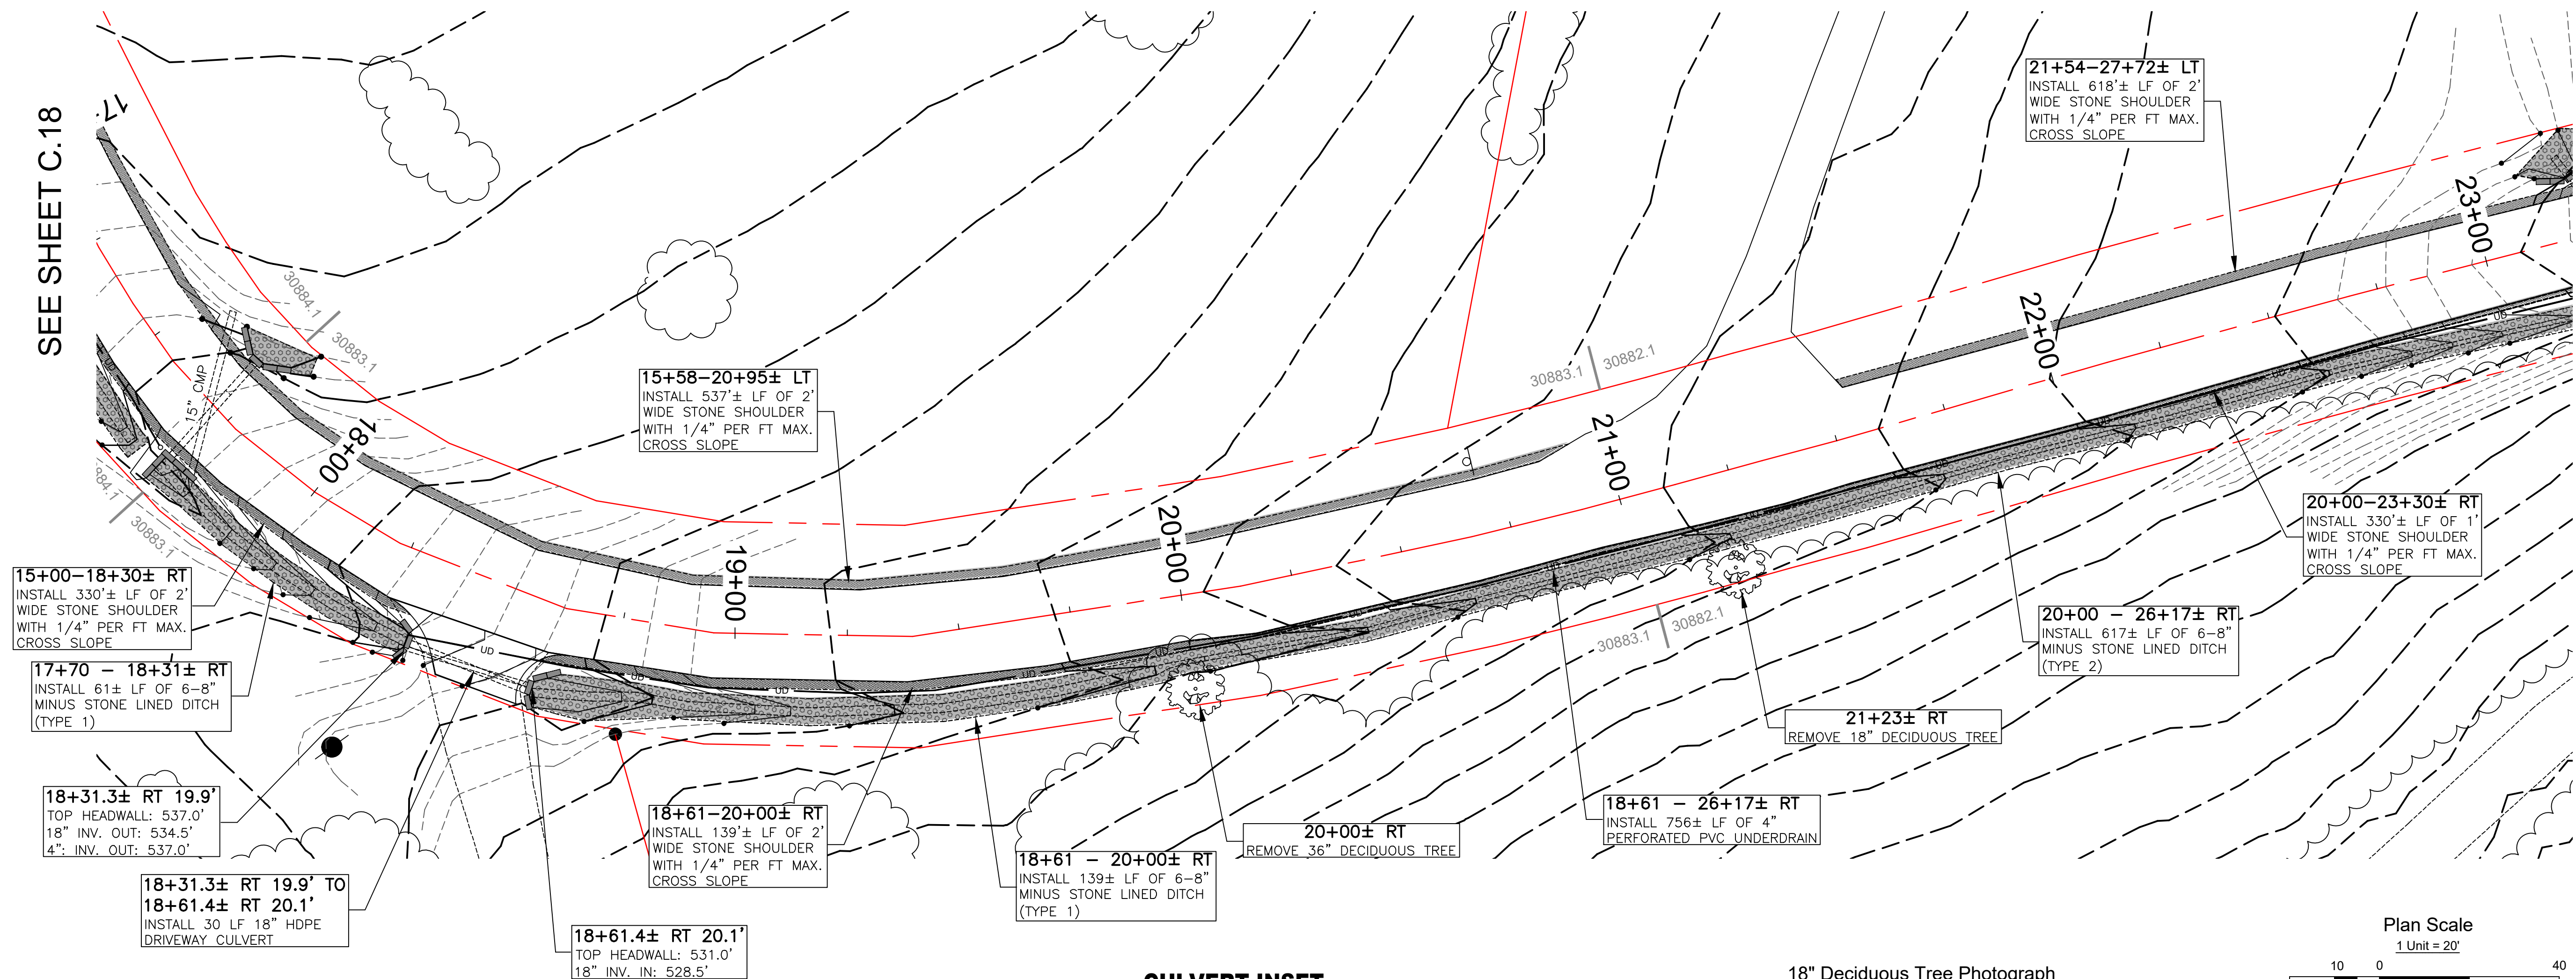 SEE SHEET C.18
17
30884.1
30883.1
15" CMP
18+00
84.1
30883.1
15+58-20+95± LT
INSTALL 537'± LF OF 2'
WIDE STONE SHOULDER
WITH 1/4" PER FT MAX.
CROSS SLOPE
21+54-27+72± LT
INSTALL 618'± LF OF 2'
WIDE STONE SHOULDER
WITH 1/4" PER FT MAX.
CROSS SLOPE
19+00
20+00
21+00
22+00
23+00
30883.1
30882.1
30883.1
30882.1
UD
UD
UD
UD
UD
UD
UD
UD
15+00-18+30± RT
INSTALL 330'± LF OF 2'
WIDE STONE SHOULDER
WITH 1/4" PER FT MAX.
CROSS SLOPE
17+70 - 18+31± RT
INSTALL 61± LF OF 6-8"
MINUS STONE LINED DITCH
(TYPE 1)
18+31.3± RT 19.9'
TOP HEADWALL: 537.0'
18" INV. OUT: 534.5'
4": INV. OUT: 537.0'
18+31.3± RT 19.9' TO
18+61.4± RT 20.1'
INSTALL 30 LF 18" HDPE
DRIVEWAY CULVERT
18+61.4± RT 20.1'
TOP HEADWALL: 531.0'
18" INV. IN: 528.5'
18+61-20+00± RT
INSTALL 139'± LF OF 2'
WIDE STONE SHOULDER
WITH 1/4" PER FT MAX.
CROSS SLOPE
18+61 - 20+00± RT
INSTALL 139± LF OF 6-8"
MINUS STONE LINED DITCH
(TYPE 1)
20+00± RT
REMOVE 36" DECIDUOUS TREE
18+61 - 26+17± RT
INSTALL 756± LF OF 4"
PERFORATED PVC UNDERDRAIN
21+23± RT
REMOVE 18" DECIDUOUS TREE
20+00 - 26+17± RT
INSTALL 617± LF OF 6-8"
MINUS STONE LINED DITCH
(TYPE 2)
20+00-23+30± RT
INSTALL 330'± LF OF 1'
WIDE STONE SHOULDER
WITH 1/4" PER FT MAX.
CROSS SLOPE
CULVERT INSET
18" Deciduous Tree Photograph
Plan Scale
1 Unit = 20'
10 0 40